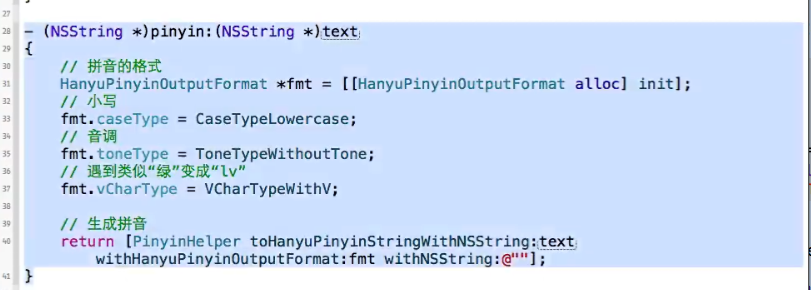 27
28 - (NSString *)pinyin:(NSString *)text
29 {
30 // 拼音的格式
31 HanyuPinyinOutputFormat *fmt = [[HanyuPinyinOutputFormat alloc] init];
32 // 小写
33 fmt.caseType = CaseTypeLowercase;
34 // 音调
35 fmt.toneType = ToneTypeWithoutTone;
36 // 遇到类似“绿”变成“lv”
37 fmt.vCharType = VCharTypeWithV;
38
39 // 生成拼音
40 return [PinyinHelper toHanyuPinyinStringWithNSString:text
withHanyuPinyinOutputFormat:fmt withNSString:@""];
41 }